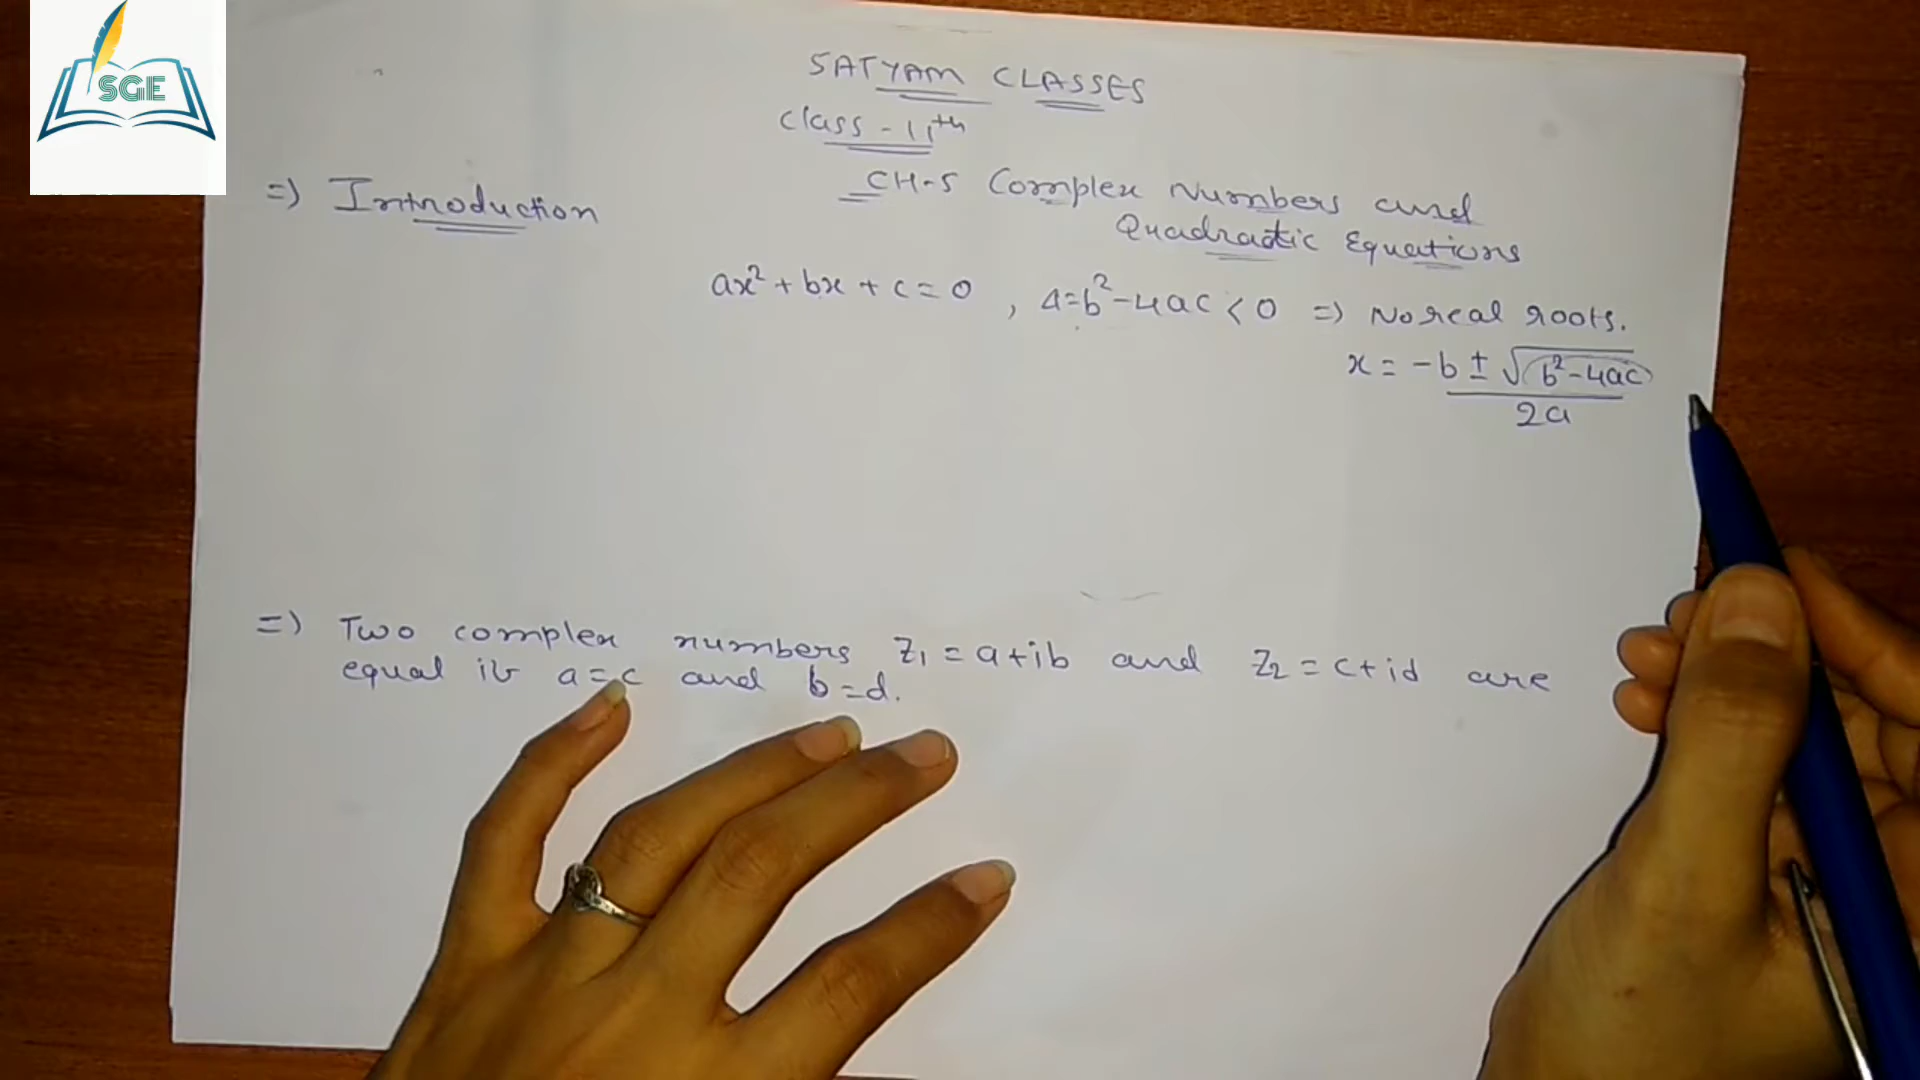 SGE
SATYAM CLASSES
Class - 11th
CH-5 Complex Numbers and
Quadractic Equations
=) Introduction
ax² + bx + c = 0 , Δ=b²-4ac < 0 =) No real roots.
x = -b ± √(b²-4ac)
2a
=) Two complex numbers Z₁ = a+ib and Z₂ = c+id are
equal if a=c and b=d.